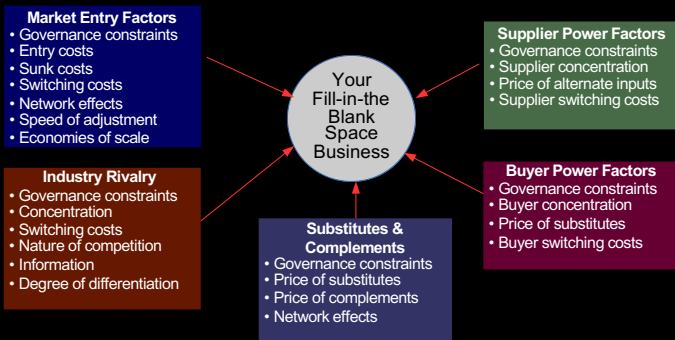 Market Entry Factors
• Governance constraints
• Entry costs
• Sunk costs
• Switching costs
• Network effects
• Speed of adjustment
• Economies of scale
Your
Fill-in-the
Blank
Space
Business
Supplier Power Factors
• Governance constraints
• Supplier concentration
• Price of alternate inputs
• Supplier switching costs
Industry Rivalry
• Governance constraints
• Concentration
• Switching costs
• Nature of competition
• Information
• Degree of differentiation
Substitutes &
Complements
• Governance constraints
• Price of substitutes
• Price of complements
• Network effects
Buyer Power Factors
• Governance constraints
• Buyer concentration
• Price of substitutes
• Buyer switching costs